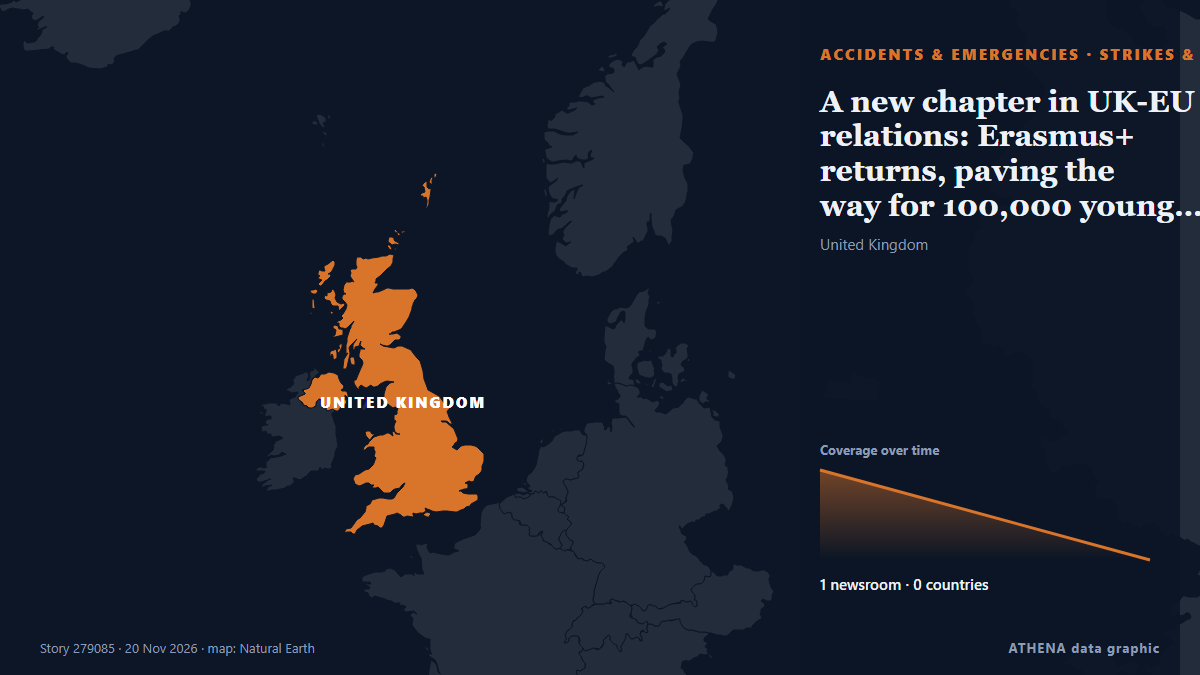 ACCIDENTS & EMERGENCIES · STRIKES &
A new chapter in UK-EU
relations: Erasmus+
returns, paving the
way for 100,000 young...
United Kingdom
UNITED KINGDOM
Coverage over time
1 newsroom · 0 countries
Story 279085 · 20 Nov 2026 · map: Natural Earth
ATHENA data graphic